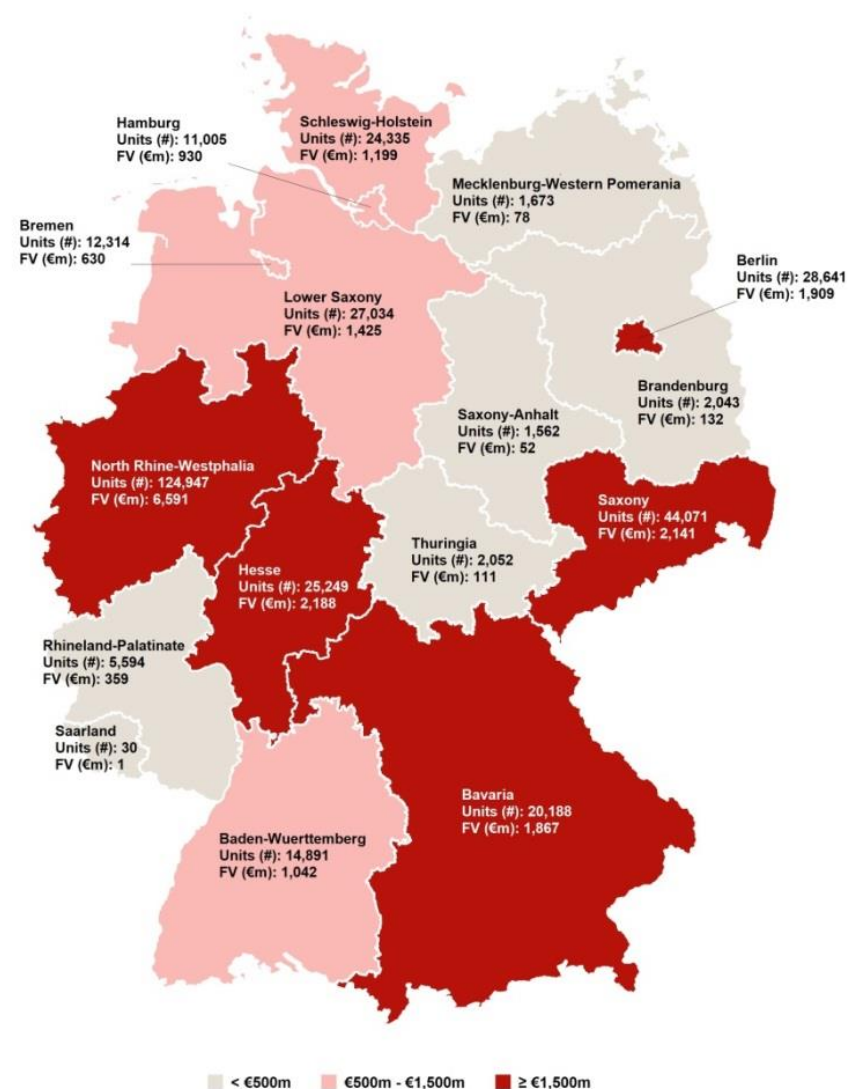 Hamburg
Units (#): 11,005
FV (€m): 930
Schleswig-Holstein
Units (#): 24,335
FV (€m): 1,199
Mecklenburg-Western Pomerania
Units (#): 1,673
FV (€m): 78
Bremen
Units (#): 12,314
FV (€m): 630
Berlin
Units (#): 28,641
FV (€m): 1,909
Lower Saxony
Units (#): 27,034
FV (€m): 1,425
Brandenburg
Units (#): 2,043
FV (€m): 132
Saxony-Anhalt
Units (#): 1,562
FV (€m): 52
North Rhine-Westphalia
Units (#): 124,947
FV (€m): 6,591
Saxony
Units (#): 44,071
FV (€m): 2,141
Thuringia
Units (#): 2,052
FV (€m): 111
Hesse
Units (#): 25,249
FV (€m): 2,188
Rhineland-Palatinate
Units (#): 5,594
FV (€m): 359
Saarland
Units (#): 30
FV (€m): 1
Bavaria
Units (#): 20,188
FV (€m): 1,867
Baden-Wuerttemberg
Units (#): 14,891
FV (€m): 1,042
< €500m €500m - €1,500m ≥ €1,500m